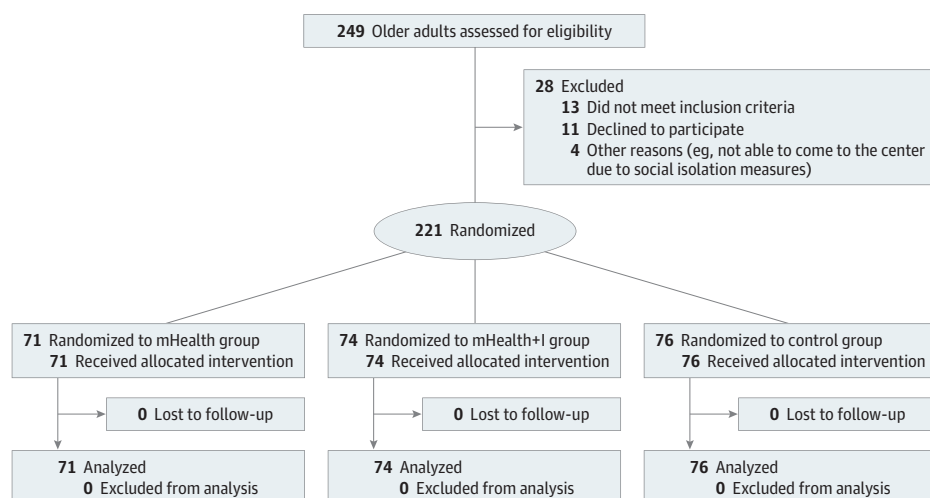 249 Older adults assessed for eligibility
28 Excluded
13 Did not meet inclusion criteria
11 Declined to participate
4 Other reasons (eg, not able to come to the center
due to social isolation measures)
221 Randomized
71 Randomized to mHealth group
71 Received allocated intervention
74 Randomized to mHealth+I group
74 Received allocated intervention
76 Randomized to control group
76 Received allocated intervention
0 Lost to follow-up
0 Lost to follow-up
0 Lost to follow-up
71 Analyzed
0 Excluded from analysis
74 Analyzed
0 Excluded from analysis
76 Analyzed
0 Excluded from analysis